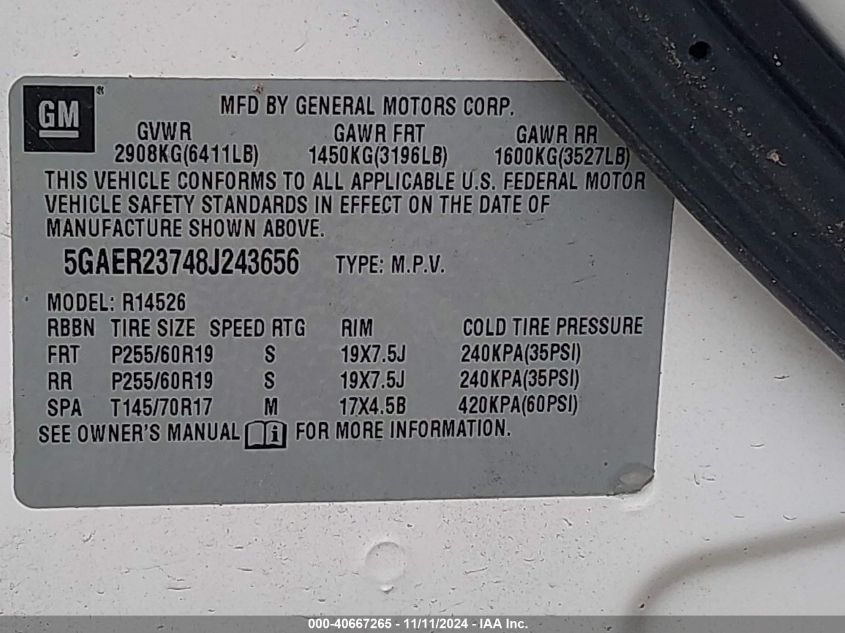 GM ®
MFD BY GENERAL MOTORS CORP.
GVWR GAWR FRT GAWR RR
2908KG(6411LB) 1450KG(3196LB) 1600KG(3527LB)
THIS VEHICLE CONFORMS TO ALL APPLICABLE U.S. FEDERAL MOTOR
VEHICLE SAFETY STANDARDS IN EFFECT ON THE DATE OF
MANUFACTURE SHOWN ABOVE.
5GAER23748J243656 TYPE: M.P.V.
MODEL: R14526
RBBN TIRE SIZE SPEED RTG RIM COLD TIRE PRESSURE
FRT P255/60R19 S 19X7.5J 240KPA(35PSI)
RR P255/60R19 S 19X7.5J 240KPA(35PSI)
SPA T145/70R17 M 17X4.5B 420KPA(60PSI)
SEE OWNER'S MANUAL i FOR MORE INFORMATION.
000-40667265 - 11/11/2024 - IAA Inc.